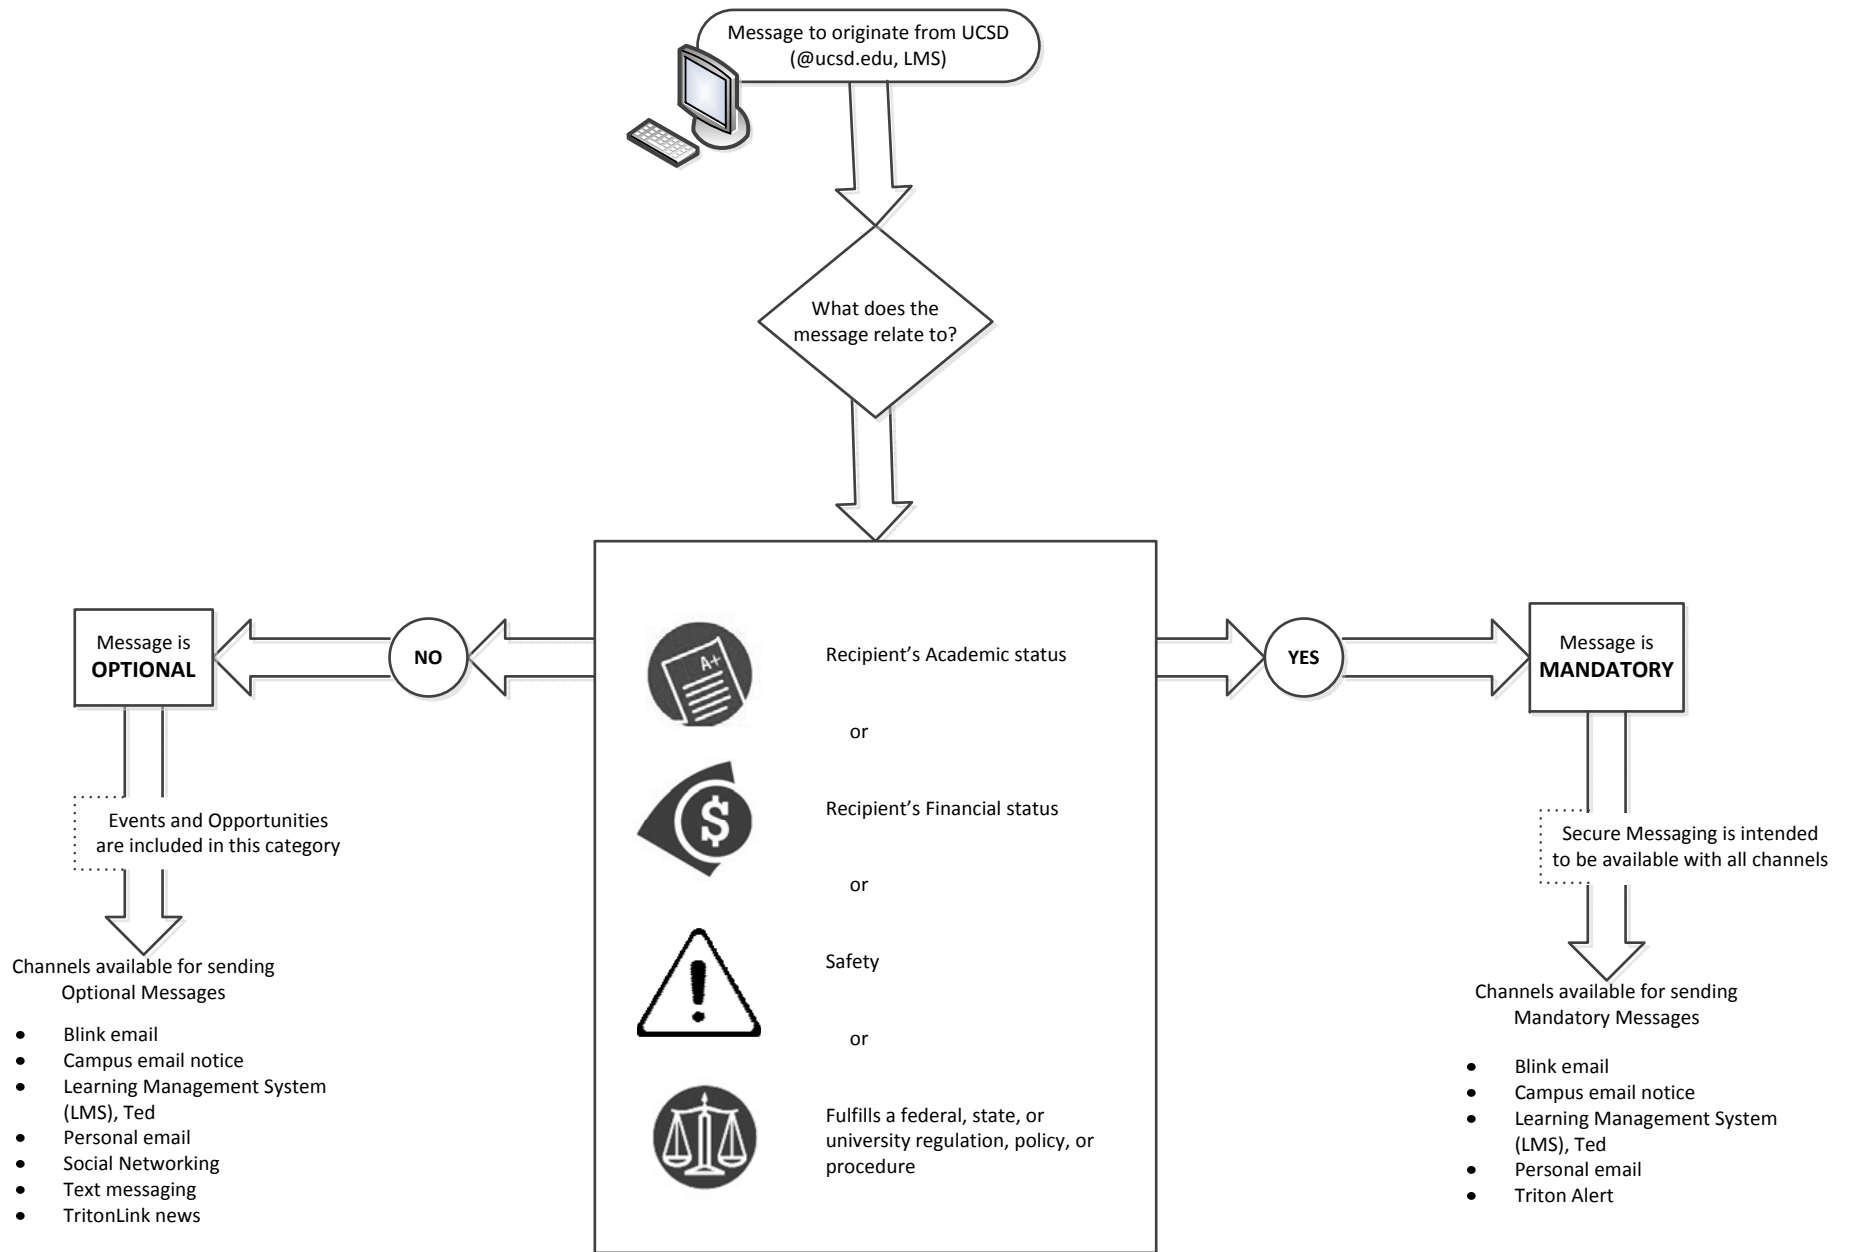 Message to originate from UCSD
(@ucsd.edu, LMS)
What does the
message relate to?
Message is
OPTIONAL
NO
Recipient's Academic status
A+
or
$
Recipient's Financial status
or
Safety
or
Fulfills a federal, state, or
university regulation, policy, or
procedure
YES
Message is
MANDATORY
Events and Opportunities
are included in this category
Channels available for sending
Optional Messages
• Blink email
• Campus email notice
• Learning Management System
(LMS), Ted
• Personal email
• Social Networking
• Text messaging
• TritonLink news
Secure Messaging is intended
to be available with all channels
Channels available for sending
Mandatory Messages
• Blink email
• Campus email notice
• Learning Management System
(LMS), Ted
• Personal email
• Triton Alert